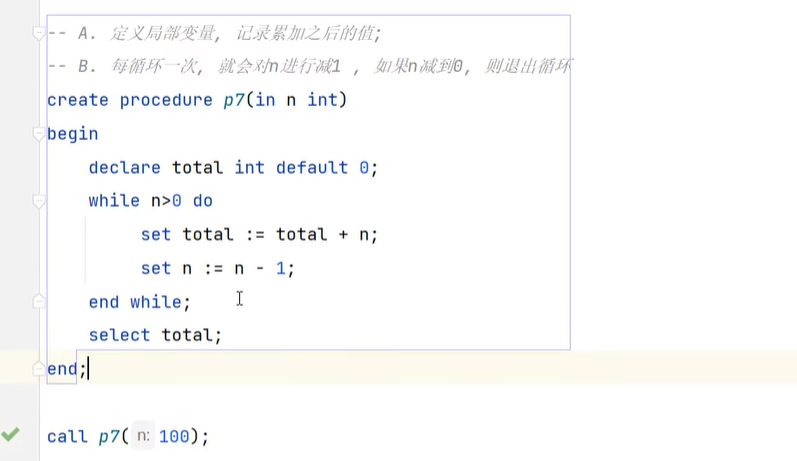 -- A. 定义局部变量, 记录累加之后的值;
-- B. 每循环一次, 就会对n进行减1 , 如果n减到0, 则退出循环
create procedure p7(in n int)
begin
declare total int default 0;
while n>0 do
set total := total + n;
set n := n - 1;
end while;
select total;
end;
call p7( n: 100);